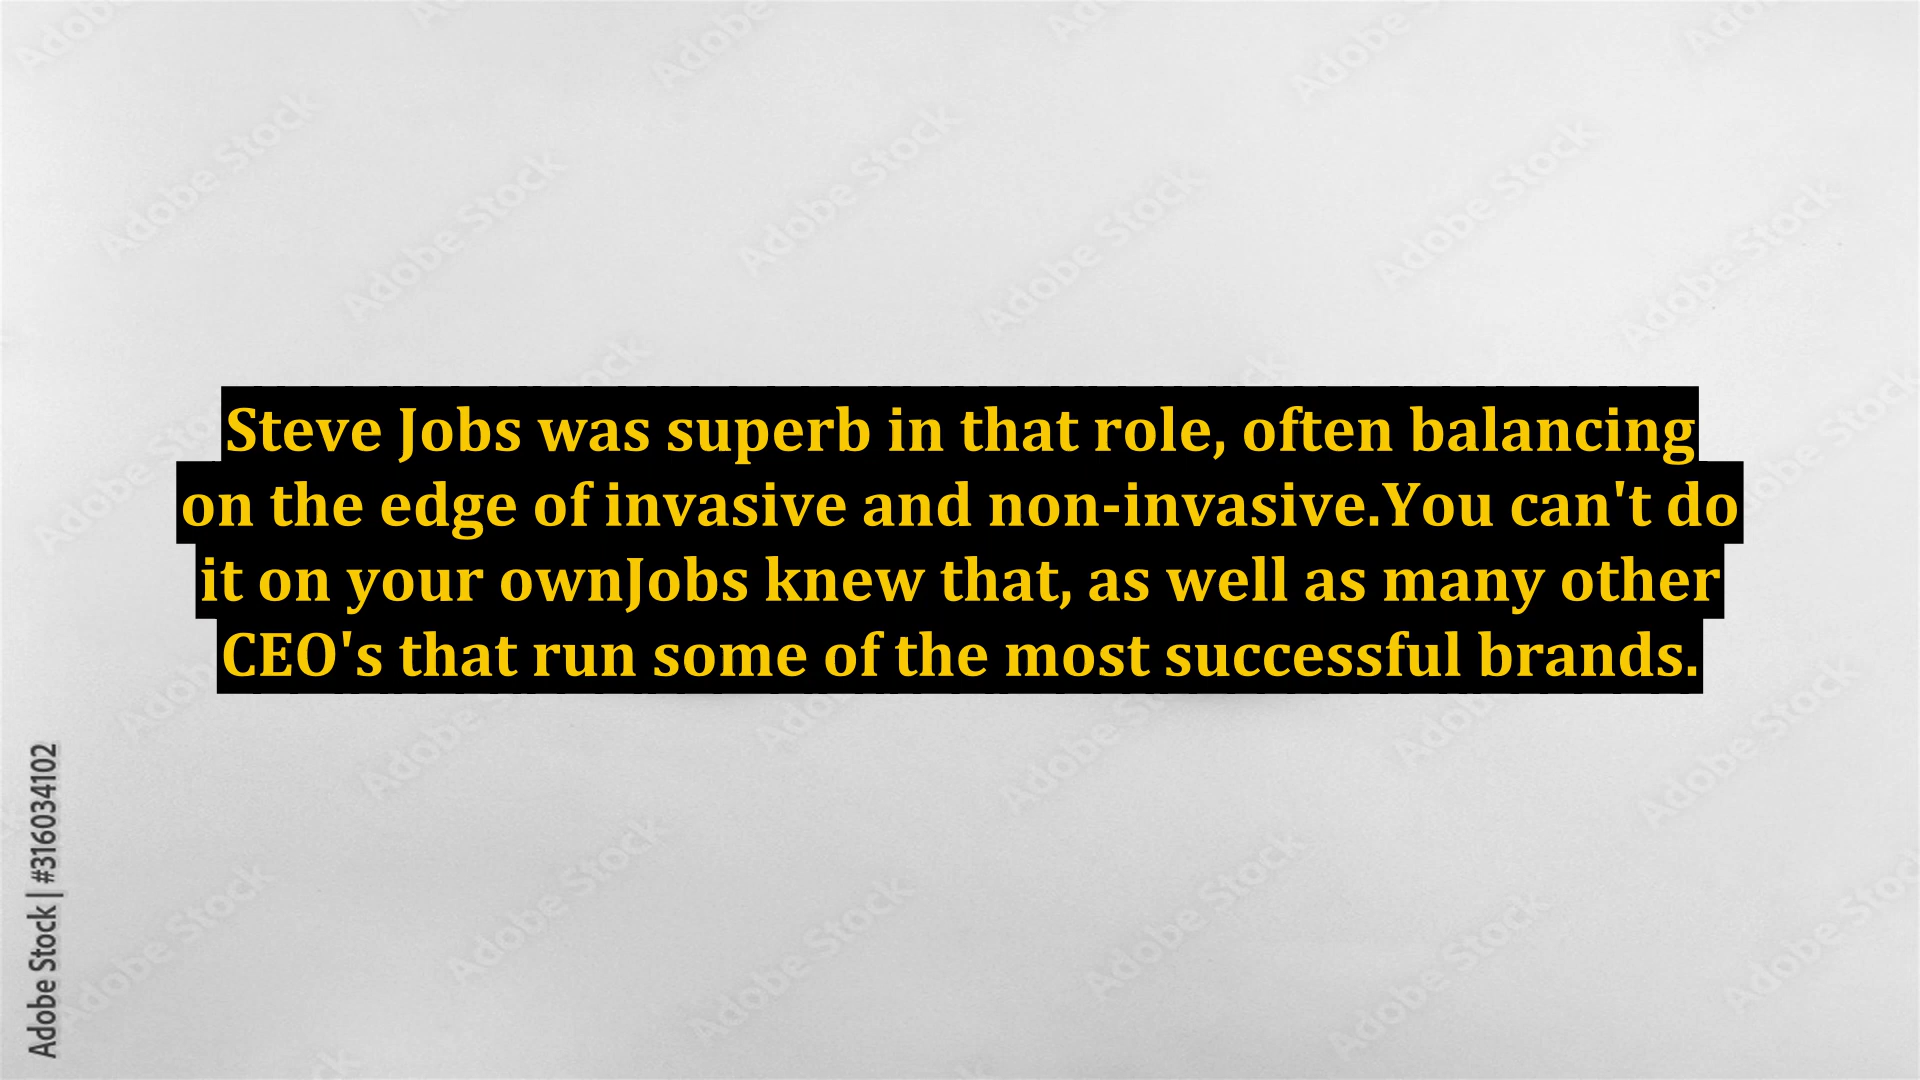 Steve Jobs was superb in that role, often balancing
on the edge of invasive and non-invasive.You can't do
it on your ownJobs knew that, as well as many other
CEO's that run some of the most successful brands.
Adobe Stock | #316034102
Adobe Stock